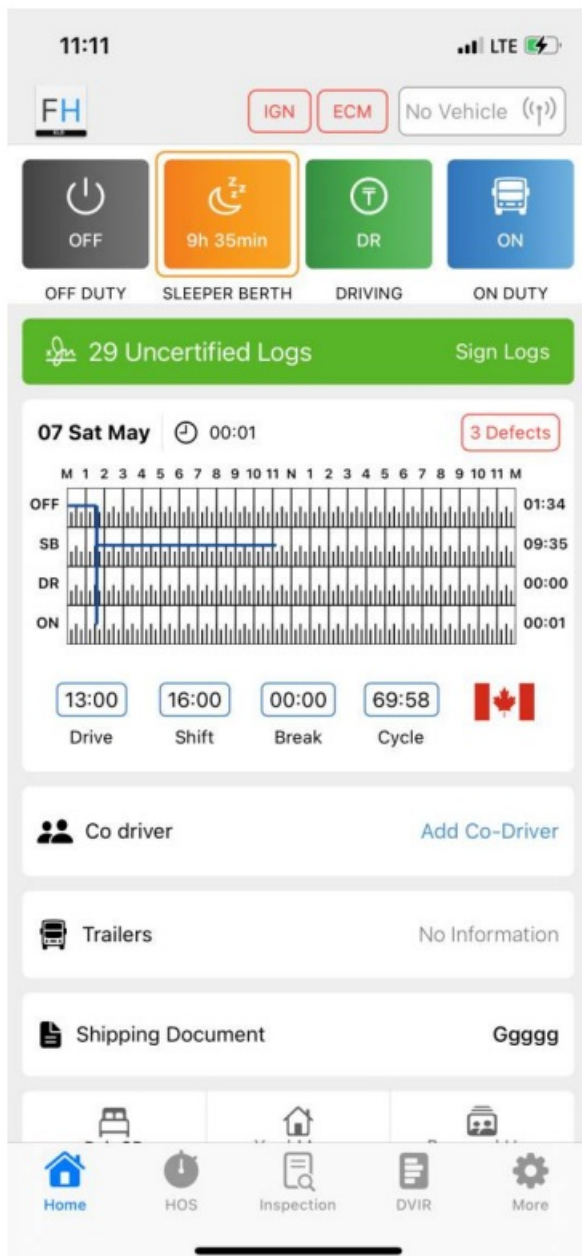 11:11 LTE
FH IGN ECM No Vehicle
OFF 9h 35min DR ON
OFF DUTY SLEEPER BERTH DRIVING ON DUTY
29 Uncertified Logs Sign Logs
07 Sat May 00:01 3 Defects
M 1 2 3 4 5 6 7 8 9 10 11 N 1 2 3 4 5 6 7 8 9 10 11 M
OFF 01:34
SB 09:35
DR 00:00
ON 00:01
13:00 16:00 00:00 69:58
Drive Shift Break Cycle
Co driver Add Co-Driver
Trailers No Information
Shipping Document Ggggg
Home HOS Inspection DVIR More